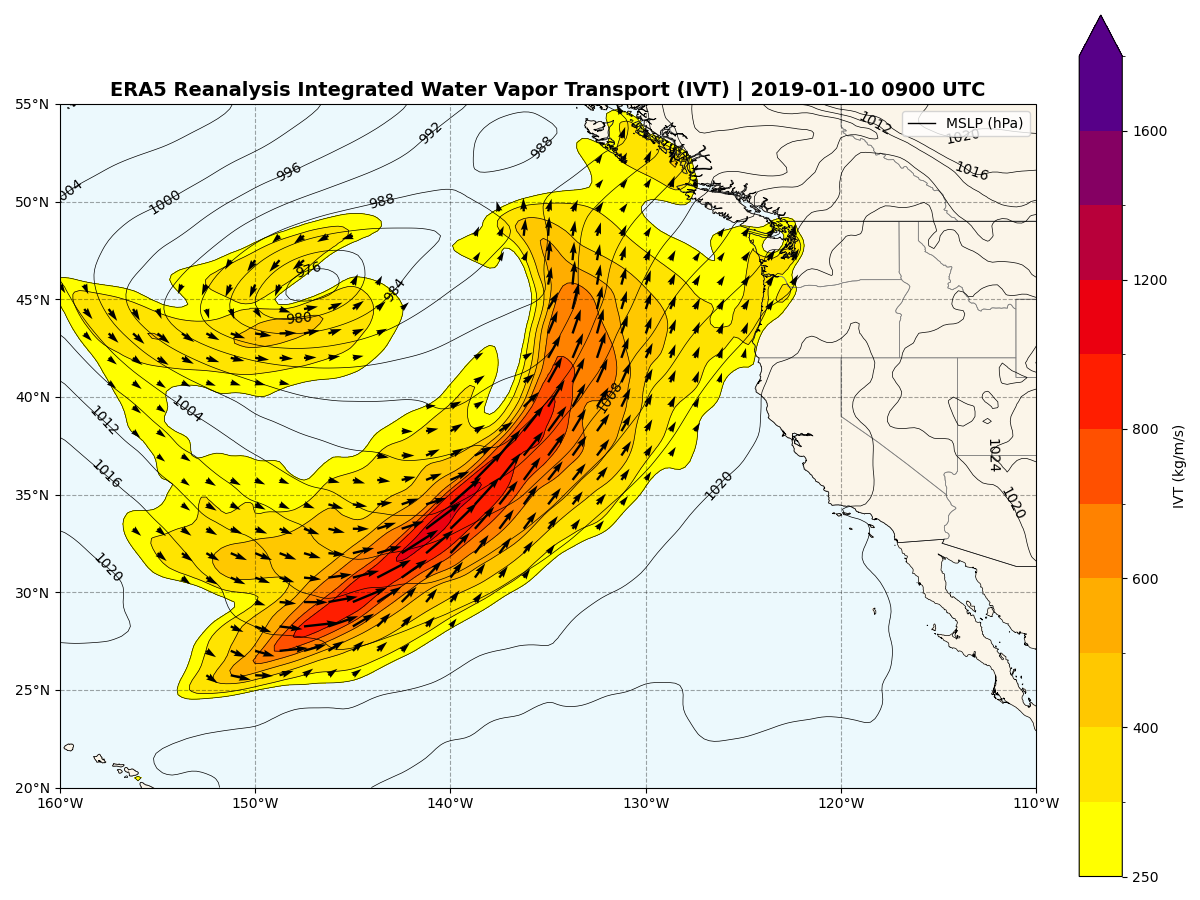 ERA5 Reanalysis Integrated Water Vapor Transport (IVT) | 2019-01-10 0900 UTC
MSLP (hPa)
55°N
50°N
45°N
40°N
35°N
30°N
25°N
20°N
160°W
150°W
140°W
130°W
120°W
110°W
1004
1000
996
992
988
988
984
976
980
1004
1012
1016
1020
1008
1020
1012
1020
1016
1024
1020
1600
1200
800
600
400
250
IVT (kg/m/s)